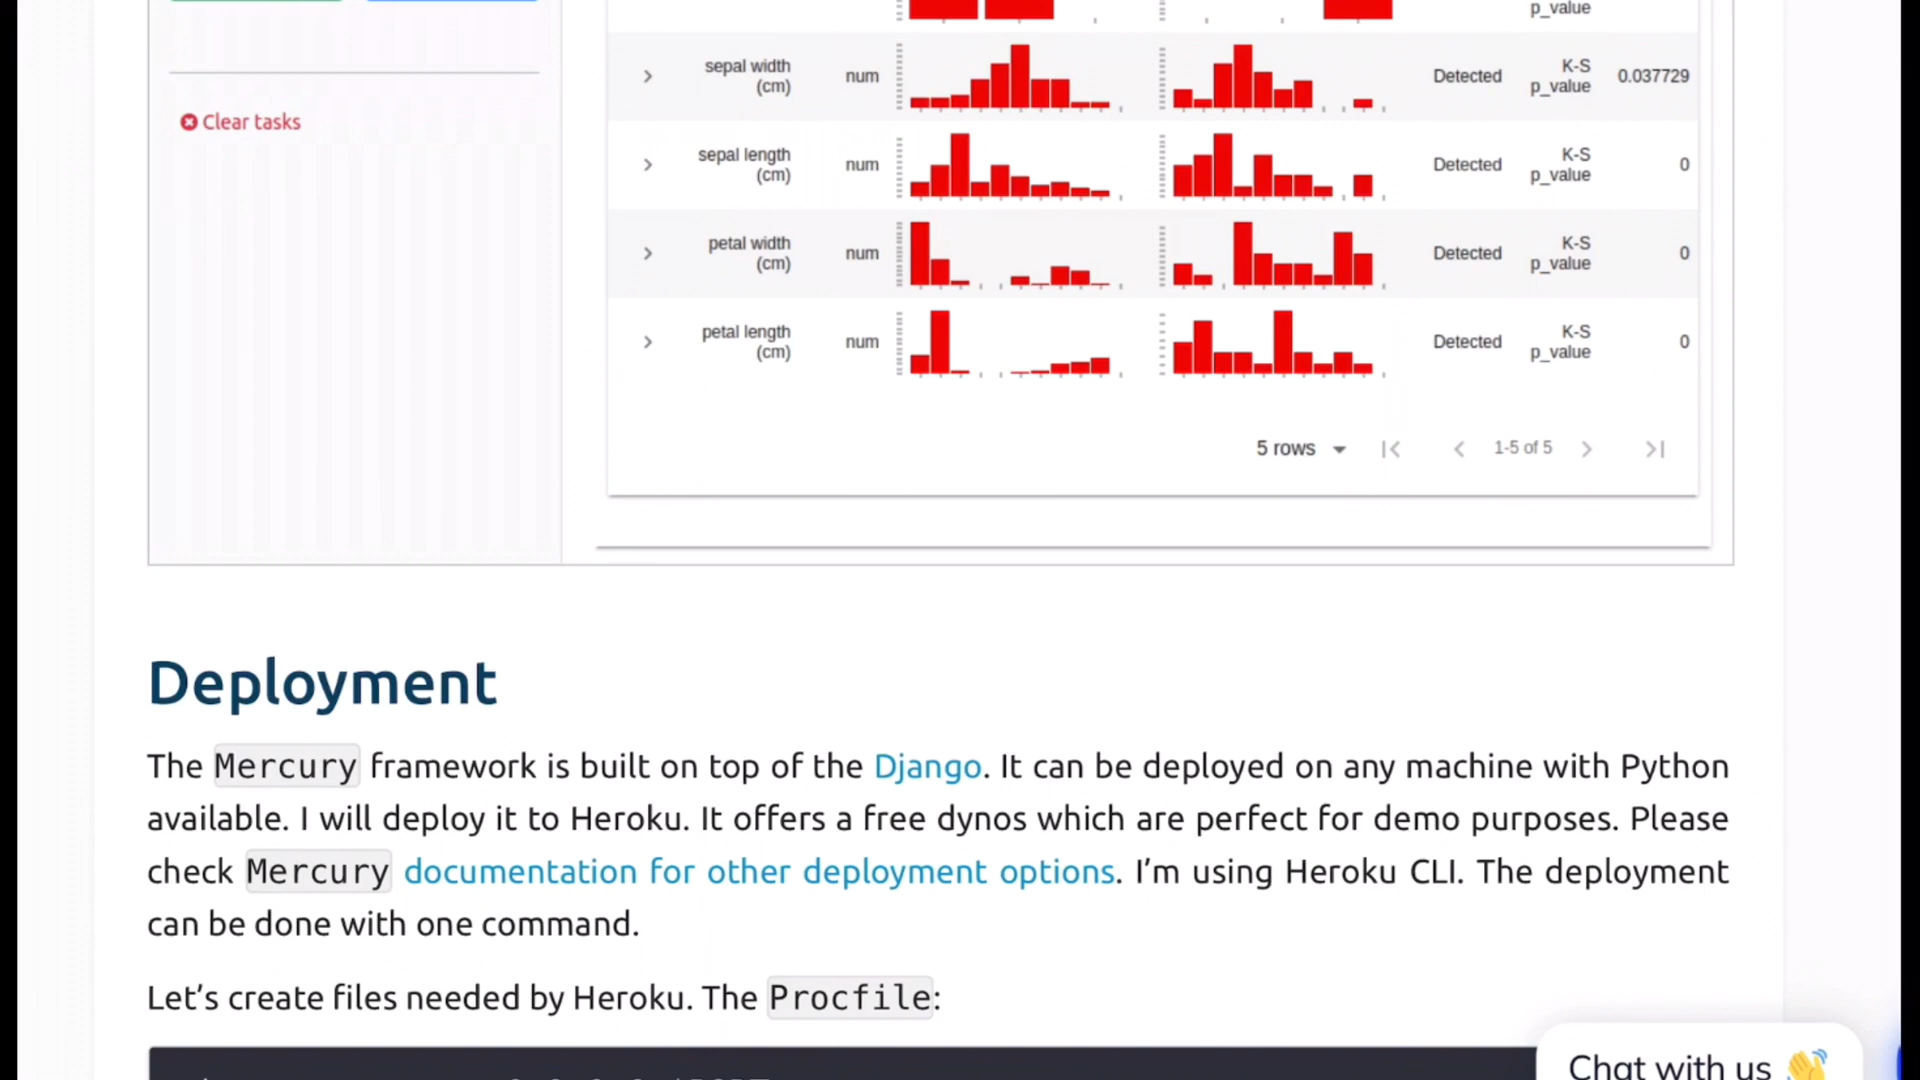 p_value
sepal width (cm) num Detected K-S p_value 0.037729
Clear tasks
sepal length (cm) num Detected K-S p_value 0
petal width (cm) num Detected K-S p_value 0
petal length (cm) num Detected K-S p_value 0
5 rows 1-5 of 5
Deployment
The Mercury framework is built on top of the Django. It can be deployed on any machine with Python
available. I will deploy it to Heroku. It offers a free dynos which are perfect for demo purposes. Please
check Mercury documentation for other deployment options. I’m using Heroku CLI. The deployment
can be done with one command.
Let’s create files needed by Heroku. The Procfile:
Chat with us 👋